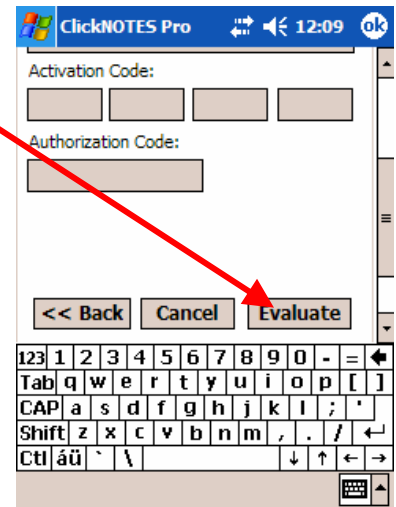 ClickNOTES Pro 12:09 ok
Activation Code:
Authorization Code:
<< Back Cancel Evaluate
123 1 2 3 4 5 6 7 8 9 0 - =
Tab q w e r t y u i o p [ ]
CAP a s d f g h j k l ; '
Shift z x c v b n m , . /
Ctl áü ` \